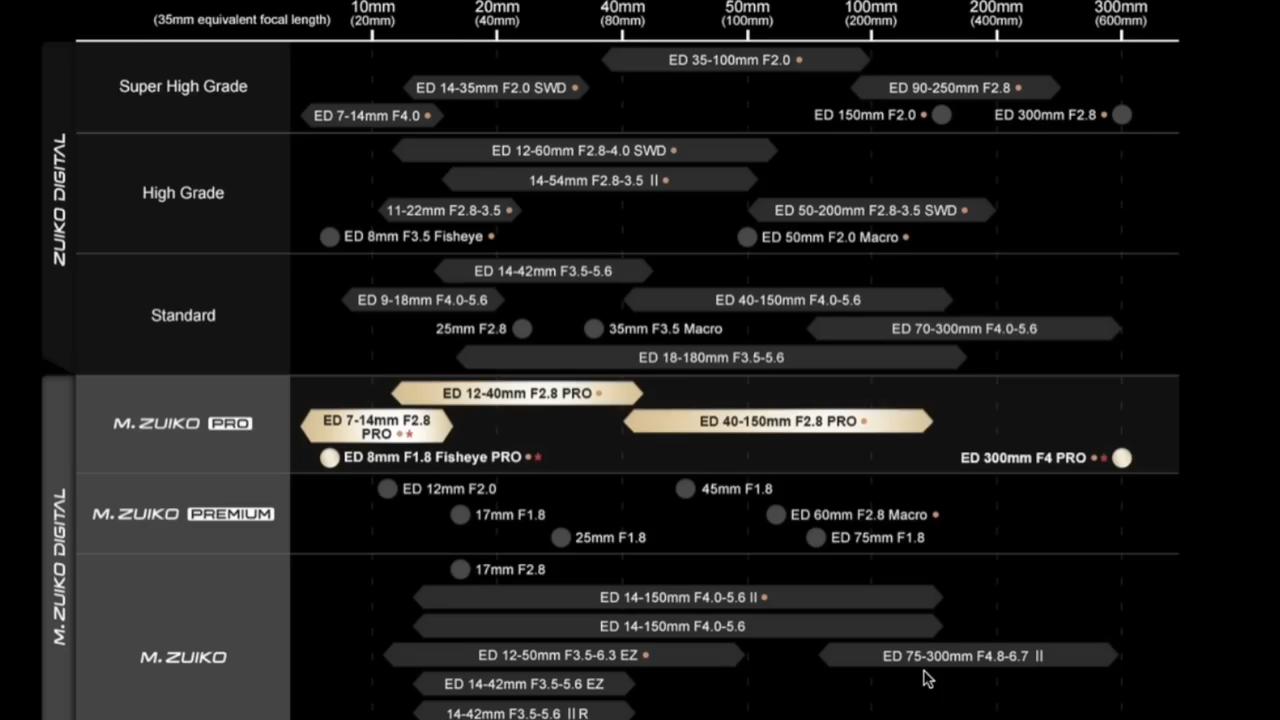 10mm 20mm 40mm 50mm 100mm 200mm 300mm
(35mm equivalent focal length) (20mm) (40mm) (80mm) (100mm) (200mm) (400mm) (600mm)
ZUIKO DIGITAL
Super High Grade
ED 35-100mm F2.0
ED 14-35mm F2.0 SWD
ED 90-250mm F2.8
ED 7-14mm F4.0
ED 150mm F2.0
ED 300mm F2.8
High Grade
ED 12-60mm F2.8-4.0 SWD
14-54mm F2.8-3.5 II
11-22mm F2.8-3.5
ED 50-200mm F2.8-3.5 SWD
ED 8mm F3.5 Fisheye
ED 50mm F2.0 Macro
Standard
ED 14-42mm F3.5-5.6
ED 9-18mm F4.0-5.6
ED 40-150mm F4.0-5.6
25mm F2.8
35mm F3.5 Macro
ED 70-300mm F4.0-5.6
ED 18-180mm F3.5-5.6
M.ZUIKO DIGITAL
M.ZUIKO PRO
ED 12-40mm F2.8 PRO
ED 7-14mm F2.8
PRO
ED 40-150mm F2.8 PRO
ED 8mm F1.8 Fisheye PRO
ED 300mm F4 PRO
M.ZUIKO PREMIUM
ED 12mm F2.0
45mm F1.8
17mm F1.8
ED 60mm F2.8 Macro
25mm F1.8
ED 75mm F1.8
M.ZUIKO
17mm F2.8
ED 14-150mm F4.0-5.6 II
ED 14-150mm F4.0-5.6
ED 12-50mm F3.5-6.3 EZ
ED 75-300mm F4.8-6.7 II
ED 14-42mm F3.5-5.6 EZ
14-42mm F3.5-5.6 II R